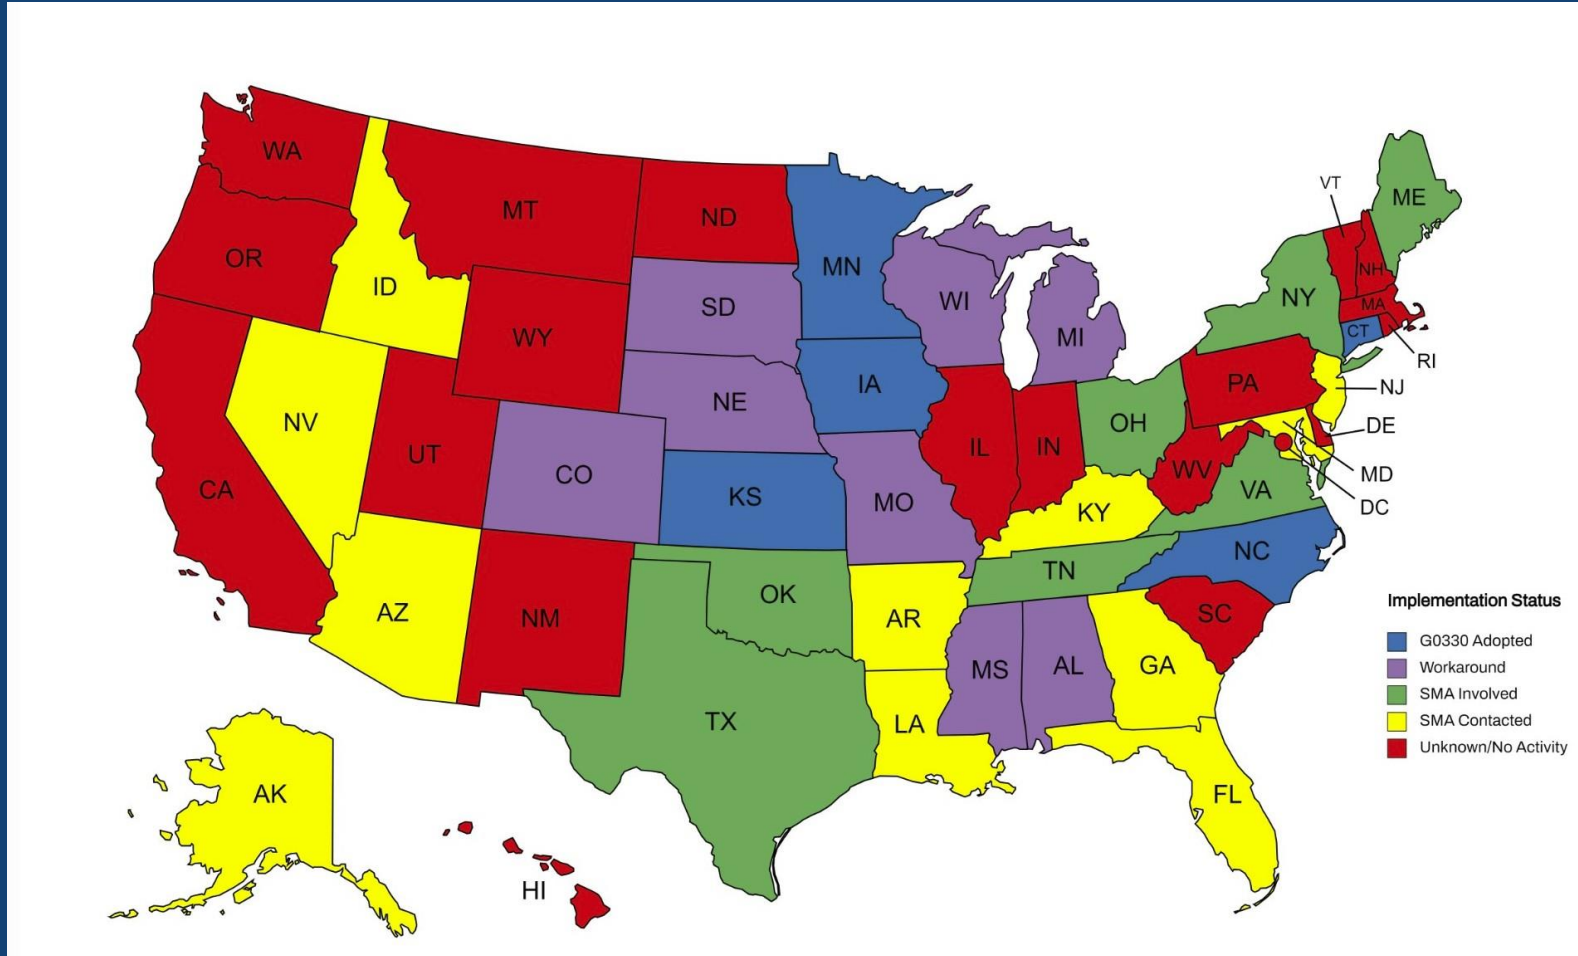 WA
MT
ND
MN
OR
ID
WY
SD
WI
MI
VT
ME
NH
NY
MA
CT
RI
NV
UT
CO
NE
IA
IL
IN
OH
PA
NJ
DE
MD
DC
CA
KS
MO
WV
VA
KY
AZ
NM
OK
AR
TN
NC
SC
TX
LA
MS
AL
GA
FL
AK
HI
Implementation Status
G0330 Adopted
Workaround
SMA Involved
SMA Contacted
Unknown/No Activity